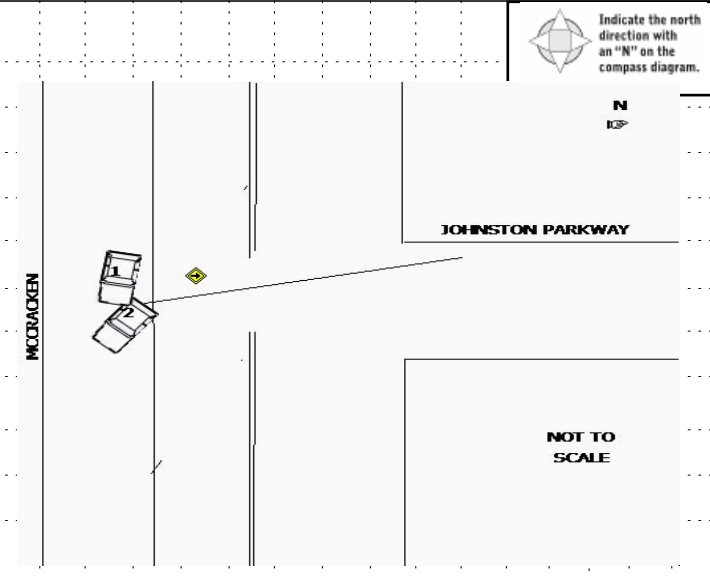 Indicate the north
direction with
an “N” on the
compass diagram.
N
JOHNSTON PARKWAY
MCCRACKEN
1
2
NOT TO
SCALE